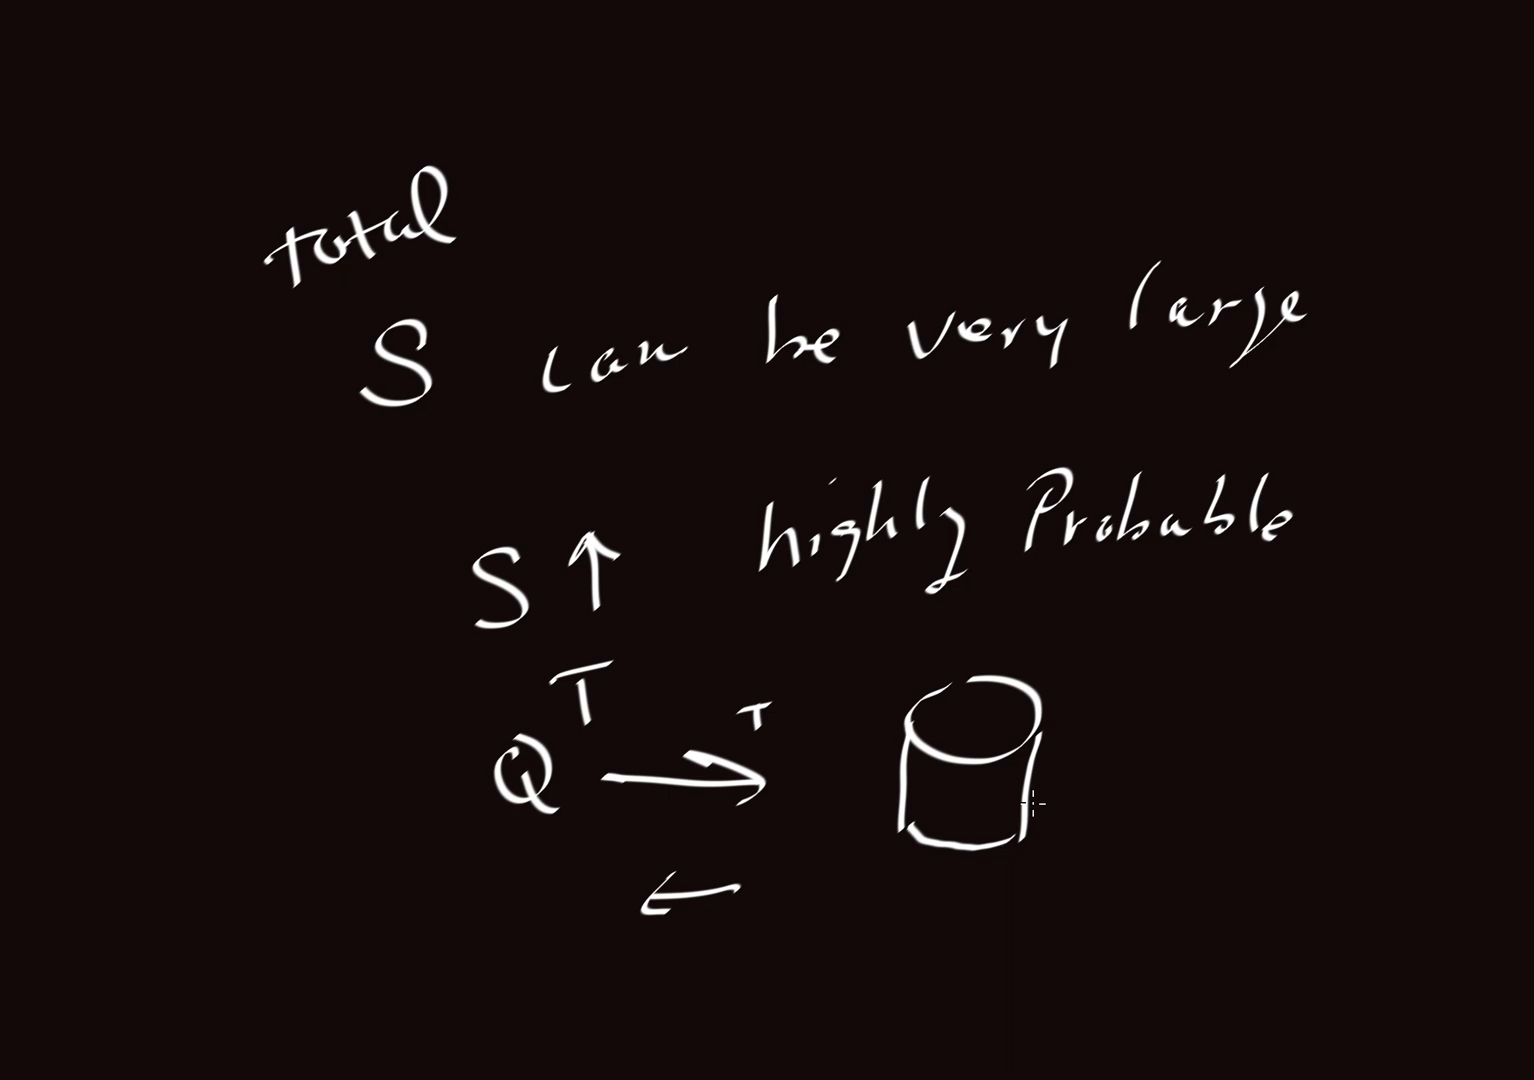 total
S can be very large
S ↑ highly Probable
T
T
Q → 
←